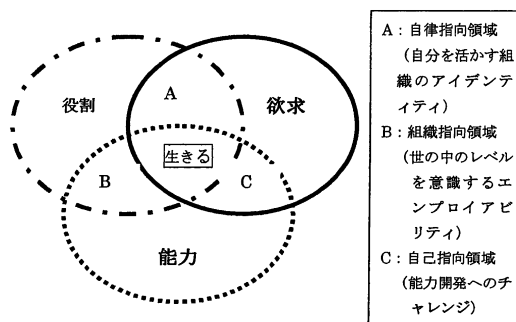 役割
A
欲求
生きる
B
C
能力
A：自律指向領域
（自分を活かす組
織のアイデンテ
ィティ）
B：組織指向領域
（世の中のレベル
を意識するエ
ンプロイアビ
リティ）
C：自己指向領域
（能力開発へのチ
ャレンジ）